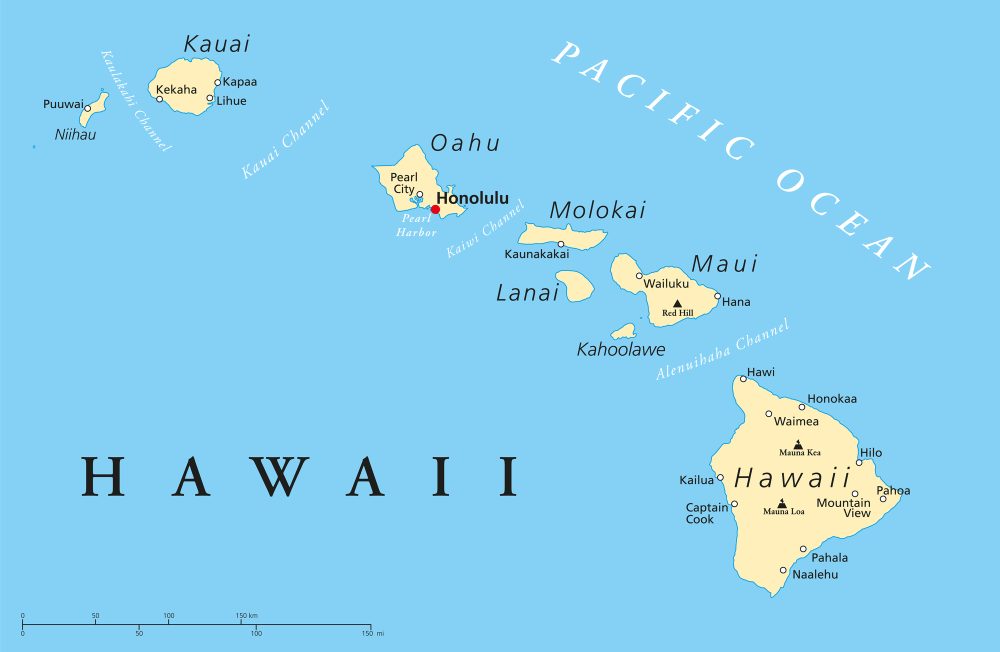 Kauai
PACIFIC OCEAN
Kaulakahi Channel
Kapaa
Kekaha
Lihue
Puuwai
Niihau
Kauai Channel
Oahu
Pearl
City
Honolulu
Pearl
Harbor
Kaiwi Channel
Molokai
Kaunakakai
Maui
Lanai
Wailuku
Hana
Red Hill
Kahoolawe
Alenuihaha Channel
Hawi
Honokaa
Waimea
Mauna Kea
Hilo
HAWAII
Hawaii
Kailua
Pahoa
Mountain
View
Captain
Cook
Mauna Loa
Pahala
Naalehu
0 50 100 150 km
0 50 100 150 mi